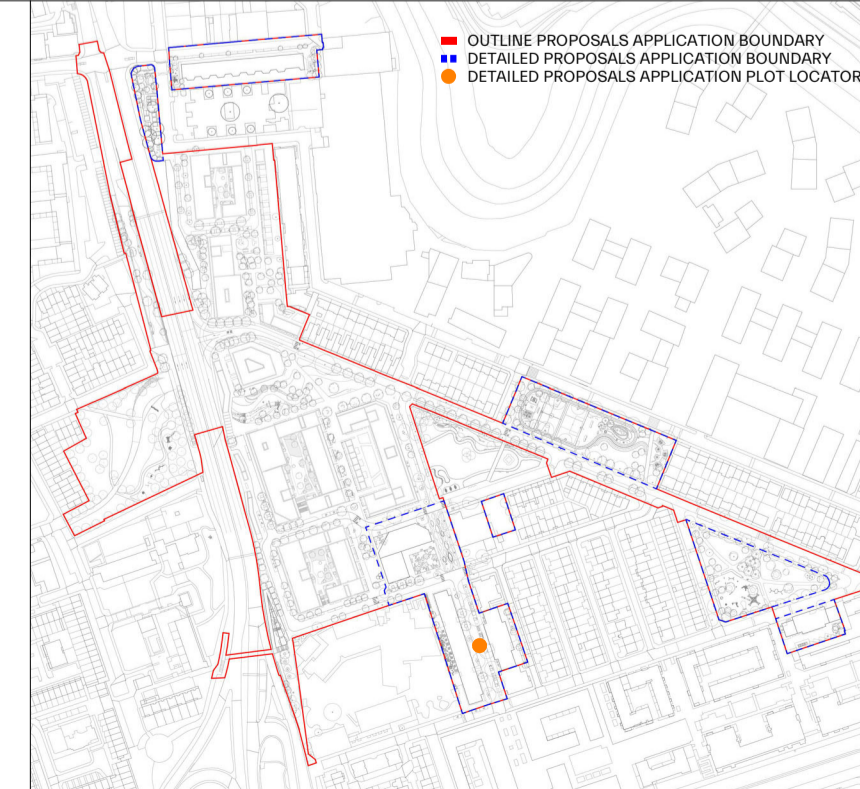 OUTLINE PROPOSALS APPLICATION BOUNDARY
DETAILED PROPOSALS APPLICATION BOUNDARY
DETAILED PROPOSALS APPLICATION PLOT LOCATOR